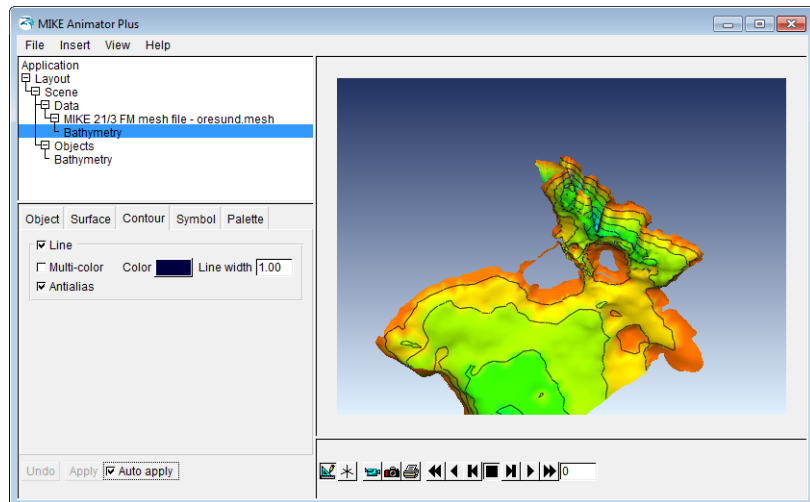 MIKE Animator Plus
File Insert View Help
Application
Layout
Scene
Data
MIKE 21/3 FM mesh file - oresund.mesh
Bathymetry
Objects
Bathymetry
Object Surface Contour Symbol Palette
Line
Multi-color Color Line width 1.00
Antialias
Undo Apply Auto apply
0